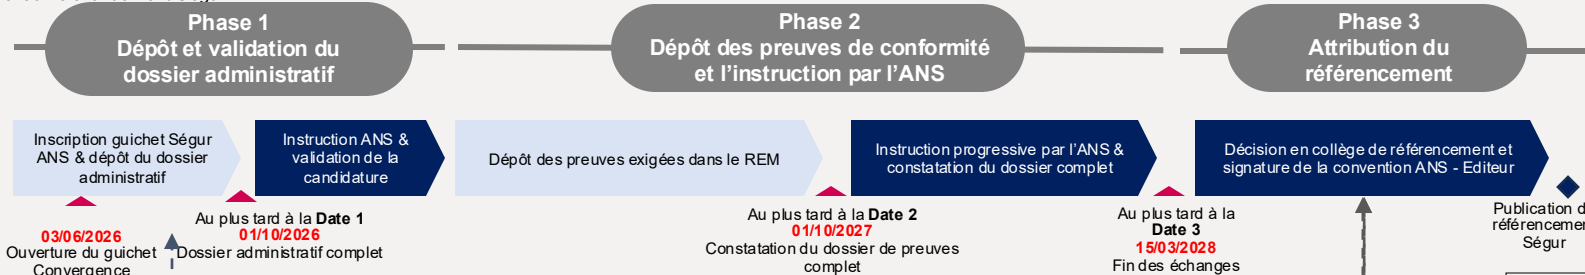 Phase 1
Dépôt et validation du
dossier administratif
Phase 2
Dépôt des preuves de conformité
et l'instruction par l'ANS
Phase 3
Attribution du
référencement
Inscription guichet Ségur
ANS & dépôt du dossier
administratif
Instruction ANS &
validation de la
candidature
Dépôt des preuves exigées dans le REM
Instruction progressive par l'ANS &
constatation du dossier complet
Décision en collège de référencement et
signature de la convention ANS - Editeur
03/06/2026
Ouverture du guichet
Convergence
Au plus tard à la Date 1
01/10/2026
Dossier administratif complet
Au plus tard à la Date 2
01/10/2027
Constatation du dossier de preuves
complet
Au plus tard à la
Date 3
15/03/2028
Fin des échanges
Publication d
référencemen
Ségur